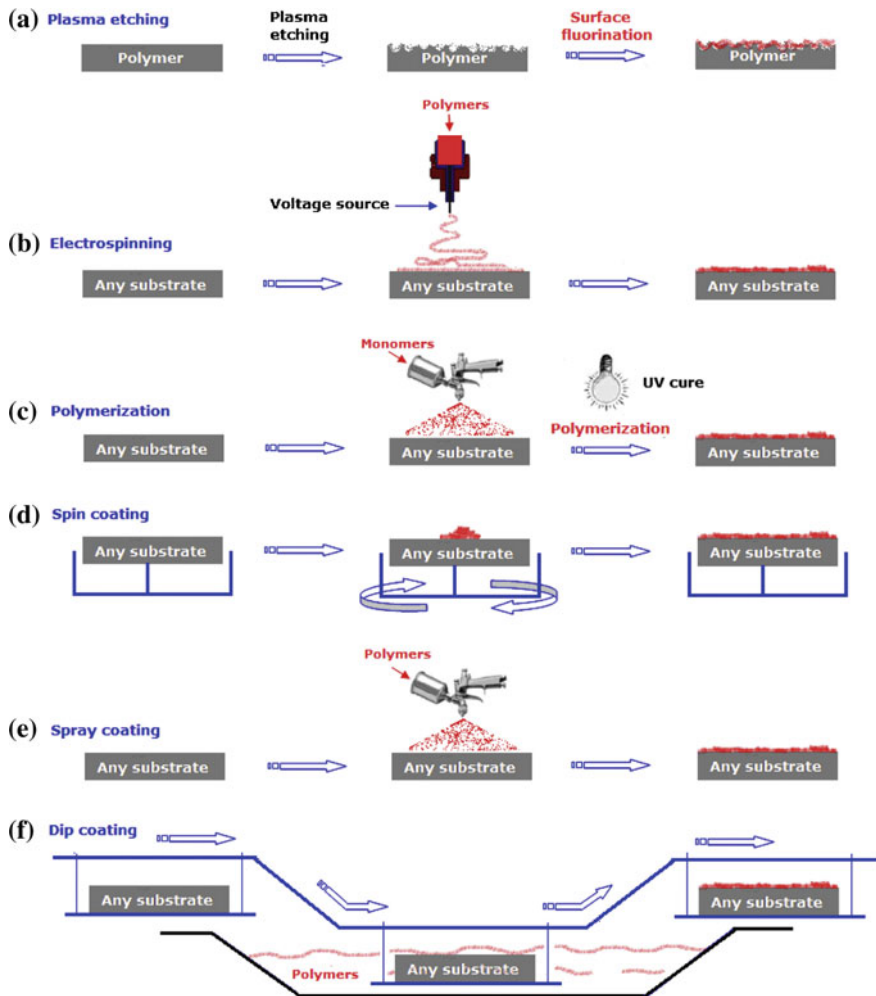 (a) Plasma etching
Plasma
etching
Surface
fluorination
Polymer
Polymer
Polymer
Polymers
Voltage source
(b) Electrospinning
Any substrate
Any substrate
Any substrate
Monomers
UV cure
(c) Polymerization
Polymerization
Any substrate
Any substrate
Any substrate
(d) Spin coating
Any substrate
Any substrate
Any substrate
Polymers
(e) Spray coating
Any substrate
Any substrate
Any substrate
(f) Dip coating
Any substrate
Any substrate
Any substrate
Polymers